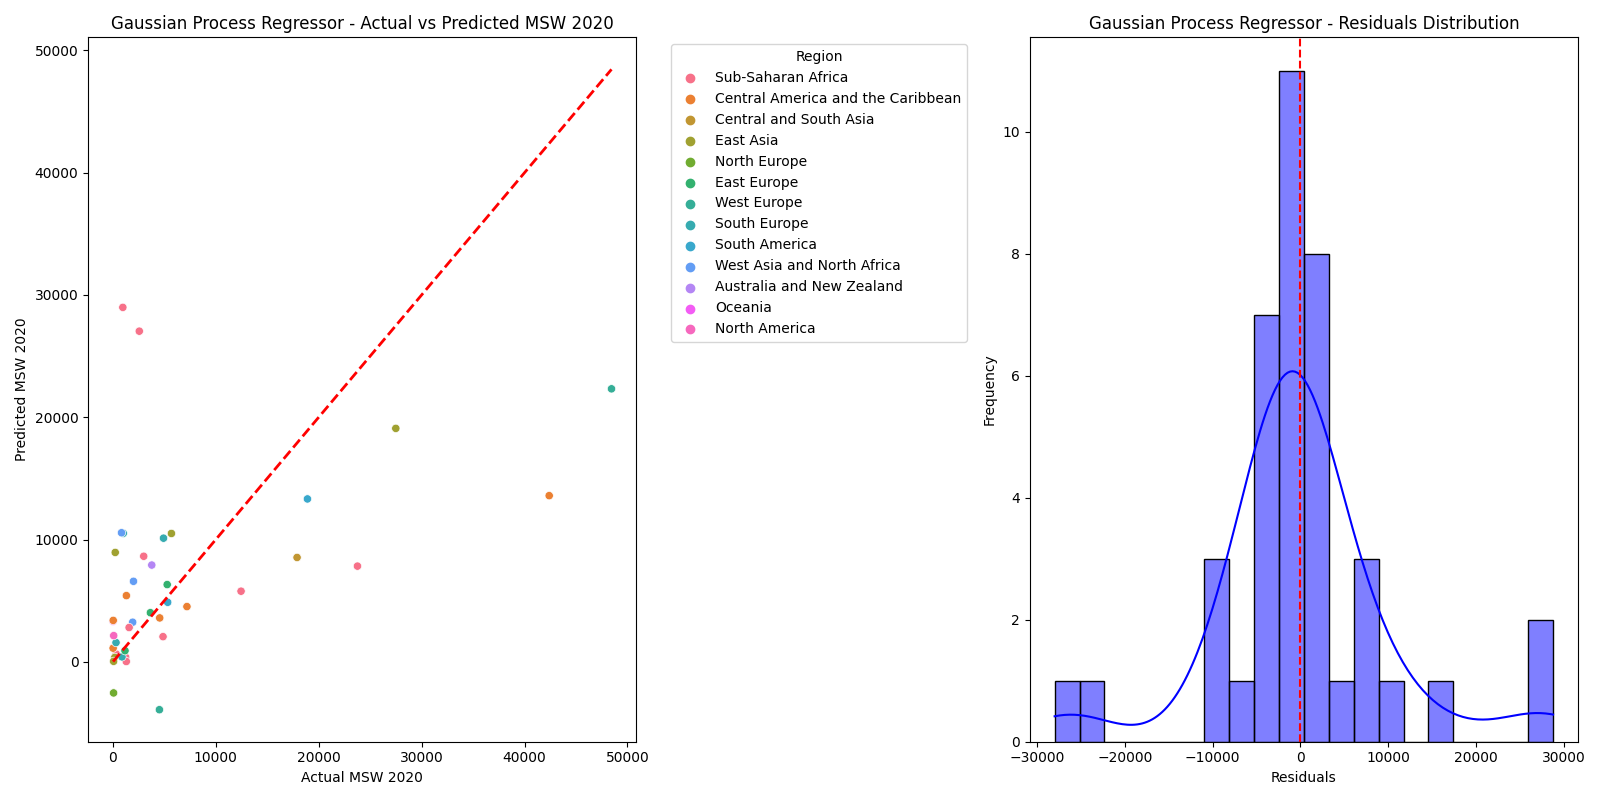 Gaussian Process Regressor - Actual vs Predicted MSW 2020
50000
40000
30000
20000
10000
0
Predicted MSW 2020
0
10000
20000
30000
40000
50000
Actual MSW 2020
Region
Sub-Saharan Africa
Central America and the Caribbean
Central and South Asia
East Asia
North Europe
East Europe
West Europe
South Europe
South America
West Asia and North Africa
Australia and New Zealand
Oceania
North America
Gaussian Process Regressor - Residuals Distribution
10
8
6
4
2
0
Frequency
−30000
−20000
−10000
0
10000
20000
30000
Residuals